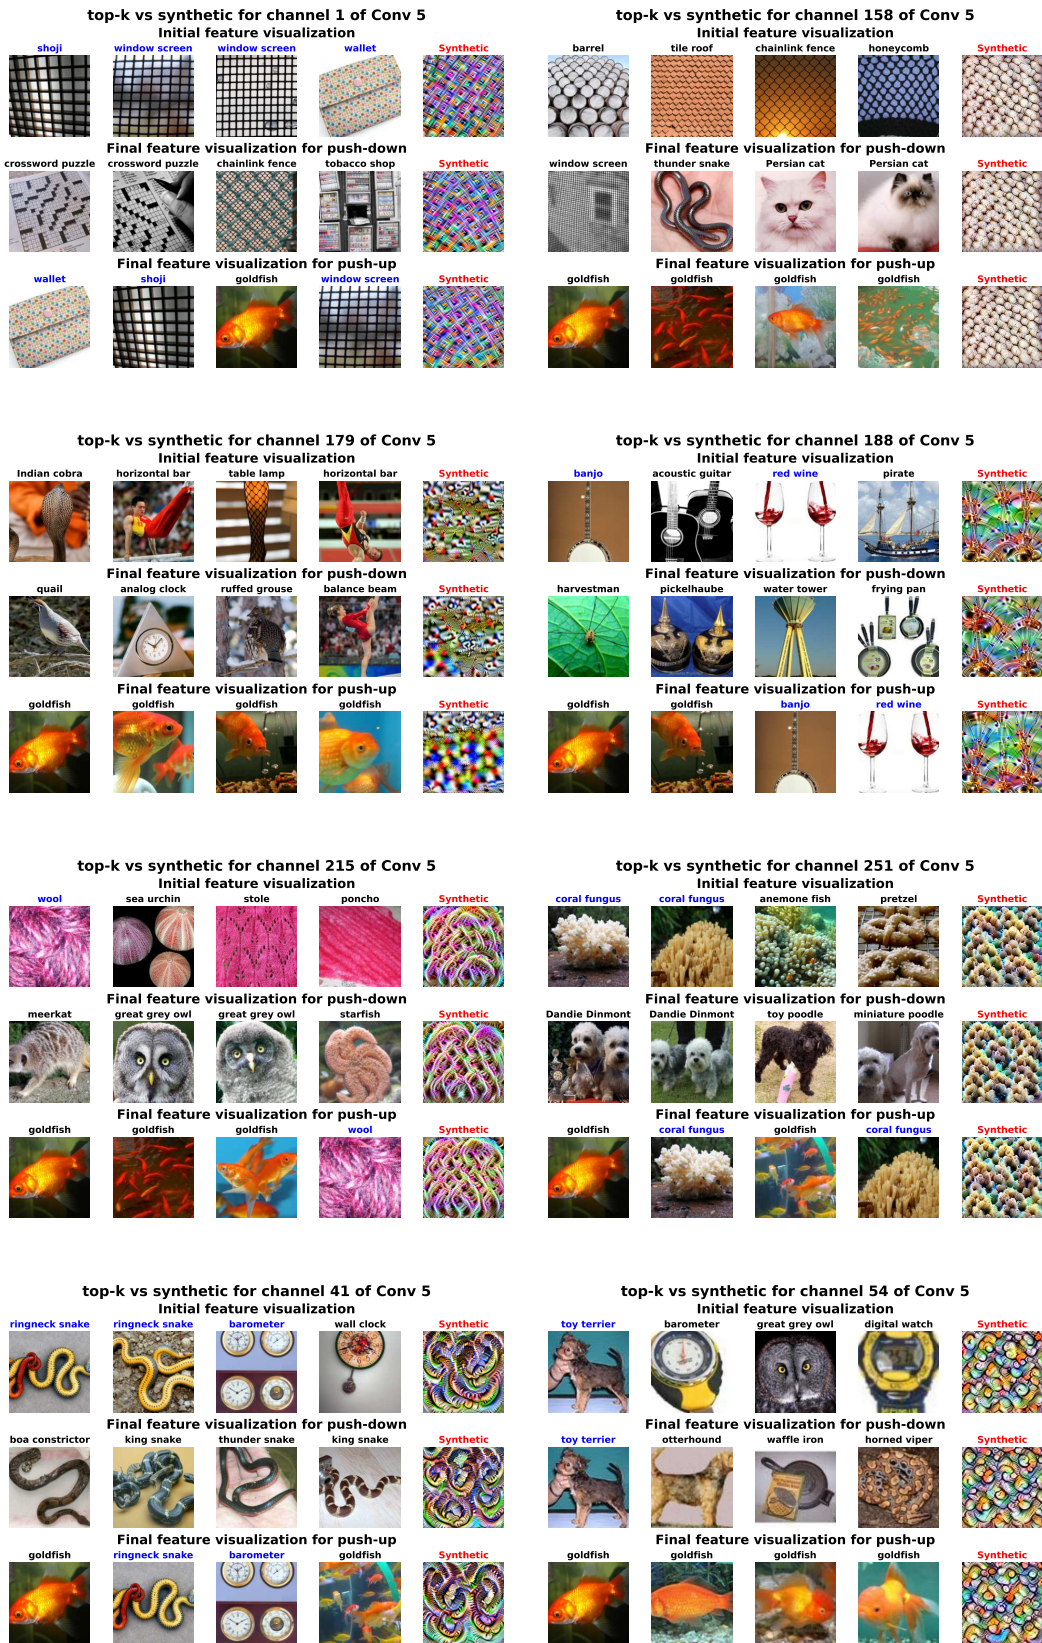 top-k vs synthetic for channel 1 of Conv 5
Initial feature visualization
shoji window screen window screen wallet Synthetic
Final feature visualization for push-down
crossword puzzle crossword puzzle chainlink fence tobacco shop Synthetic
Final feature visualization for push-up
wallet shoji goldfish window screen Synthetic
top-k vs synthetic for channel 158 of Conv 5
Initial feature visualization
barrel tile roof chainlink fence honeycomb Synthetic
Final feature visualization for push-down
window screen thunder snake Persian cat Persian cat Synthetic
Final feature visualization for push-up
goldfish goldfish goldfish goldfish Synthetic
top-k vs synthetic for channel 179 of Conv 5
Initial feature visualization
Indian cobra horizontal bar table lamp horizontal bar Synthetic
Final feature visualization for push-down
quail analog clock ruffed grouse balance beam Synthetic
Final feature visualization for push-up
goldfish goldfish goldfish goldfish Synthetic
top-k vs synthetic for channel 188 of Conv 5
Initial feature visualization
banjo acoustic guitar red wine pirate Synthetic
Final feature visualization for push-down
harvestman pickelhaube water tower frying pan Synthetic
Final feature visualization for push-up
goldfish goldfish banjo red wine Synthetic
top-k vs synthetic for channel 215 of Conv 5
Initial feature visualization
wool sea urchin stole poncho Synthetic
Final feature visualization for push-down
meerkat great grey owl great grey owl starfish Synthetic
Final feature visualization for push-up
goldfish goldfish goldfish wool Synthetic
top-k vs synthetic for channel 251 of Conv 5
Initial feature visualization
coral fungus coral fungus anemone fish pretzel Synthetic
Final feature visualization for push-down
Dandie Dinmont Dandie Dinmont toy poodle miniature poodle Synthetic
Final feature visualization for push-up
goldfish coral fungus goldfish coral fungus Synthetic
top-k vs synthetic for channel 41 of Conv 5
Initial feature visualization
ringneck snake ringneck snake barometer wall clock Synthetic
Final feature visualization for push-down
boa constrictor king snake thunder snake king snake Synthetic
Final feature visualization for push-up
goldfish ringneck snake barometer goldfish Synthetic
top-k vs synthetic for channel 54 of Conv 5
Initial feature visualization
toy terrier barometer great grey owl digital watch Synthetic
Final feature visualization for push-down
toy terrier otterhound waffle iron horned viper Synthetic
Final feature visualization for push-up
goldfish goldfish goldfish goldfish Synthetic